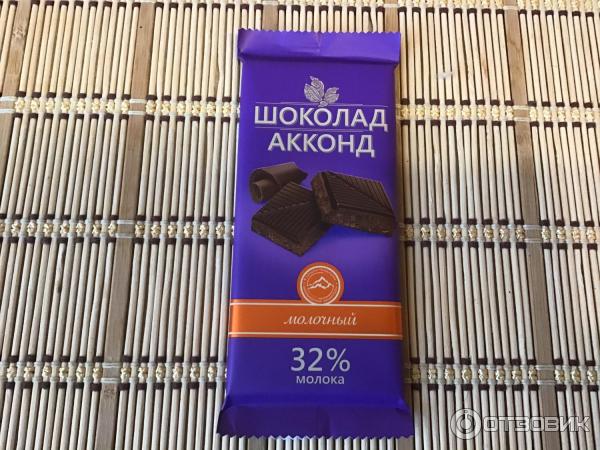 ШОКОЛАД
АККОНД
молочный
32%
молока
ОТЗОВИК